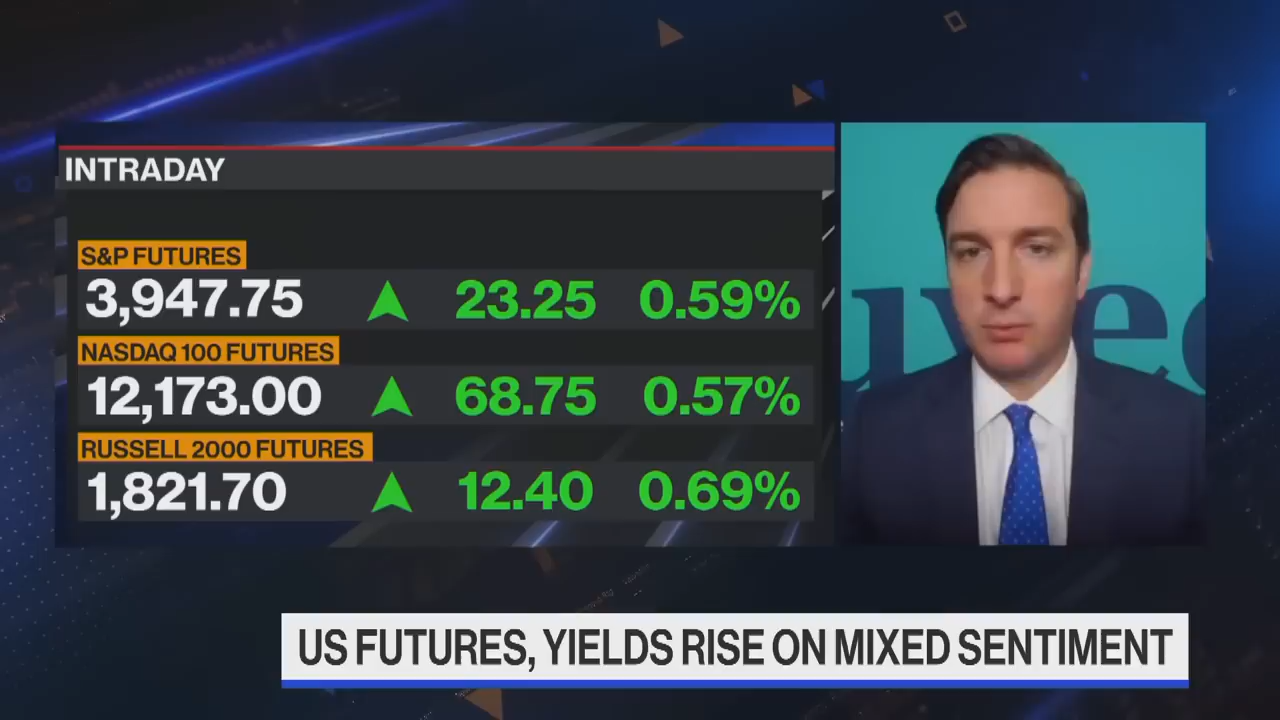 INTRADAY
S&P FUTURES
3,947.75 ▲ 23.25 0.59%
NASDAQ 100 FUTURES
12,173.00 ▲ 68.75 0.57%
RUSSELL 2000 FUTURES
1,821.70 ▲ 12.40 0.69%
US FUTURES, YIELDS RISE ON MIXED SENTIMENT